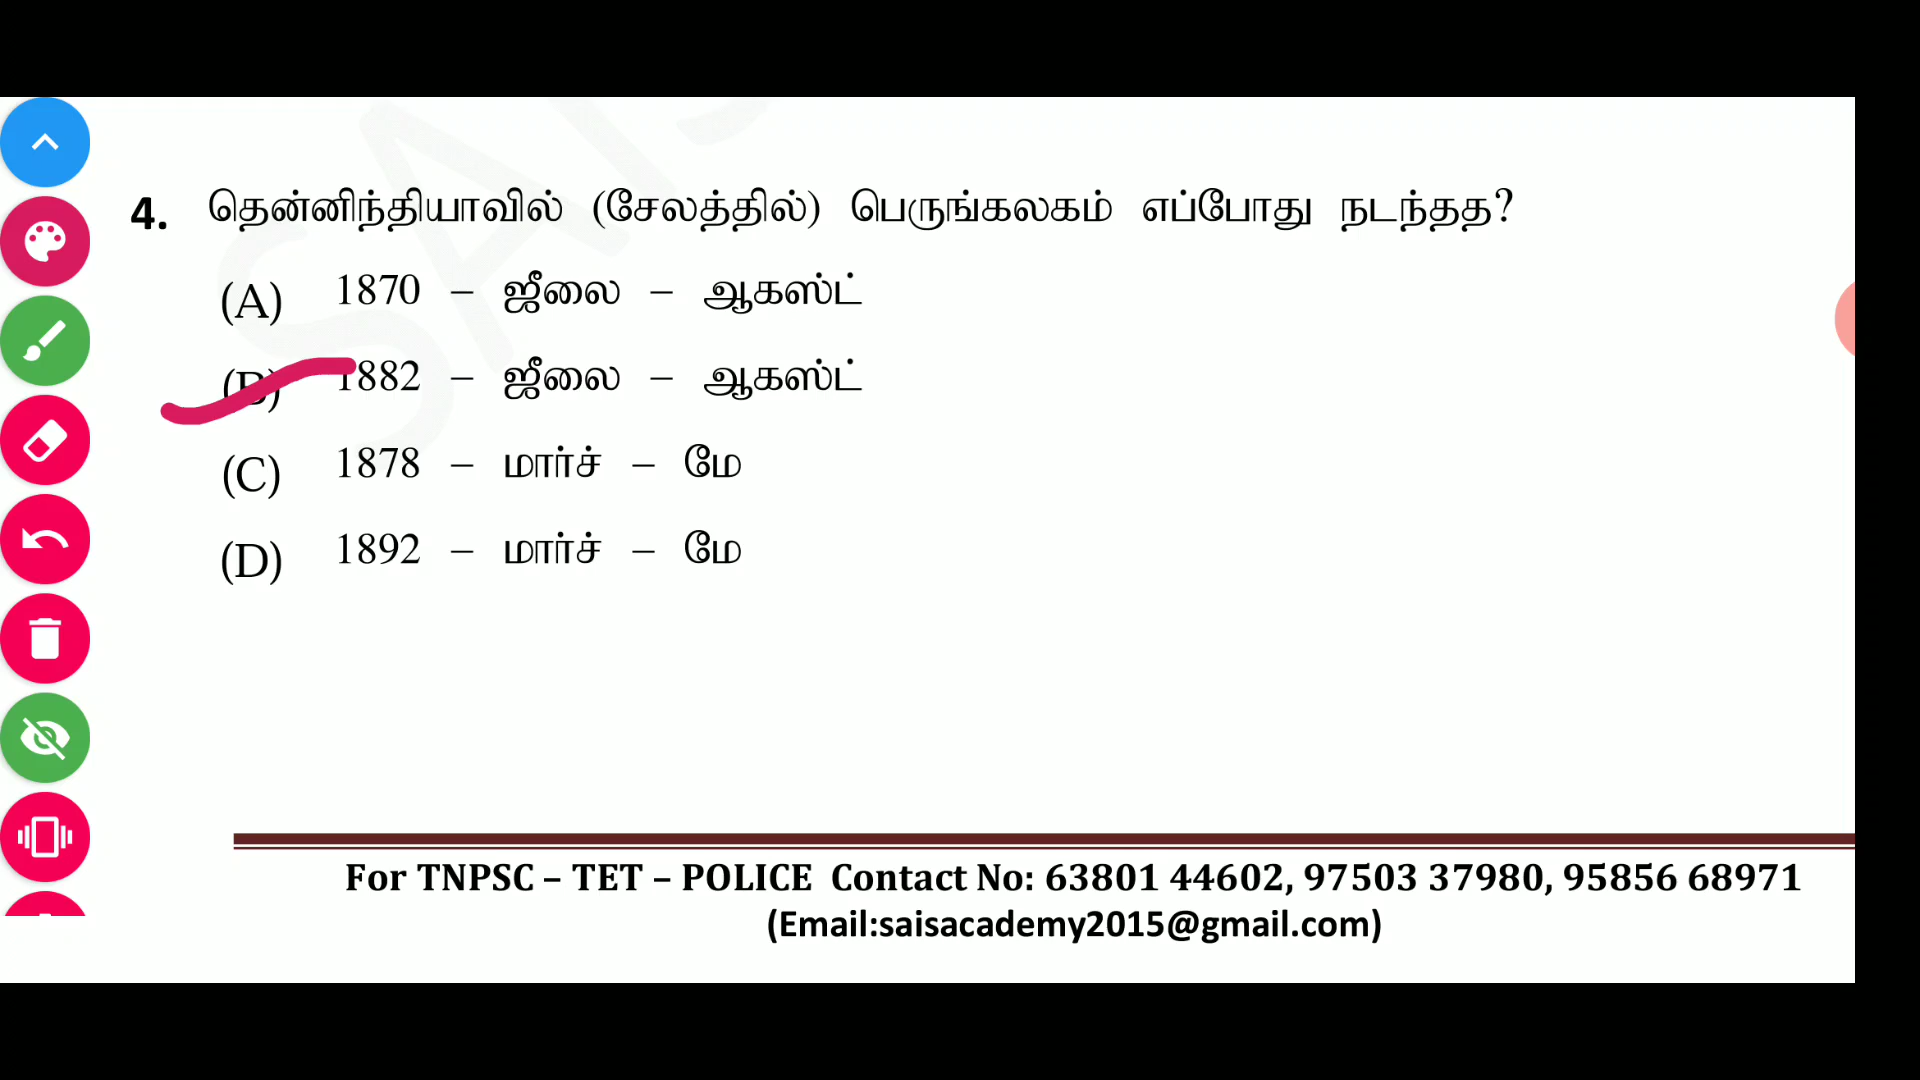 4. தென்னிந்தியாவில் (சேலத்தில்) பெருங்கலகம் எப்போது நடந்தத?
(A) 1870 – ஜீலை – ஆகஸ்ட்
(B) 1882 – ஜீலை – ஆகஸ்ட்
(C) 1878 – மார்ச் – மே
(D) 1892 – மார்ச் – மே
For TNPSC – TET – POLICE Contact No: 63801 44602, 97503 37980, 95856 68971
(Email:saisacademy2015@gmail.com)